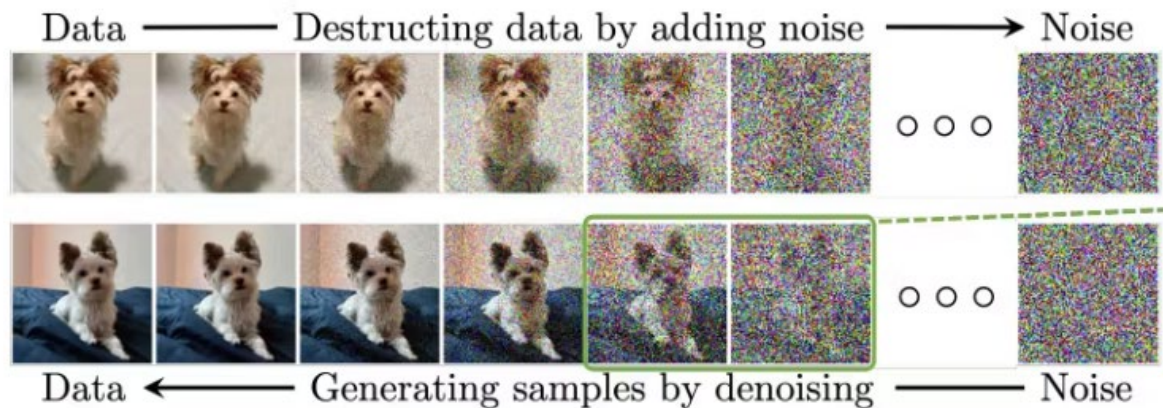 Data Destructing data by adding noise Noise
Data Generating samples by denoising Noise